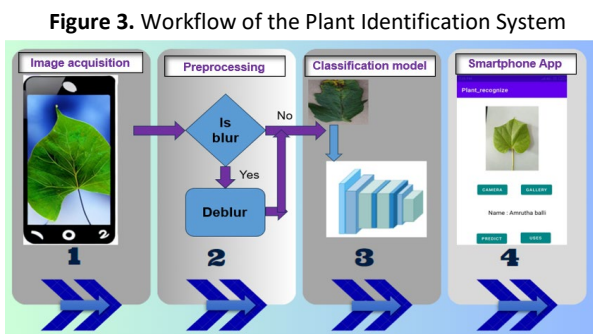 Figure 3. Workflow of the Plant Identification System
Image acquisition
Preprocessing
Classification model
Smartphone App
Is
blur
No
Yes
Deblur
Plant_recognize
CAMERA
GALLERY
Name : Amrutha balli
PREDICT
USES
1
2
3
4